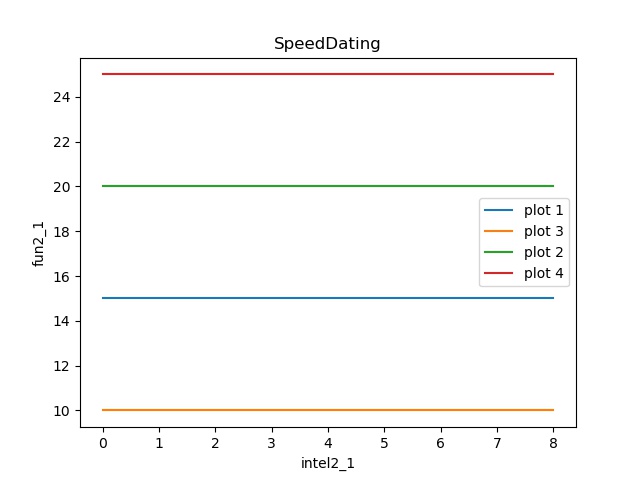 SpeedDating
24
22
20
18
16
14
12
10
fun2_1
plot 1
plot 3
plot 2
plot 4
0 1 2 3 4 5 6 7 8
intel2_1